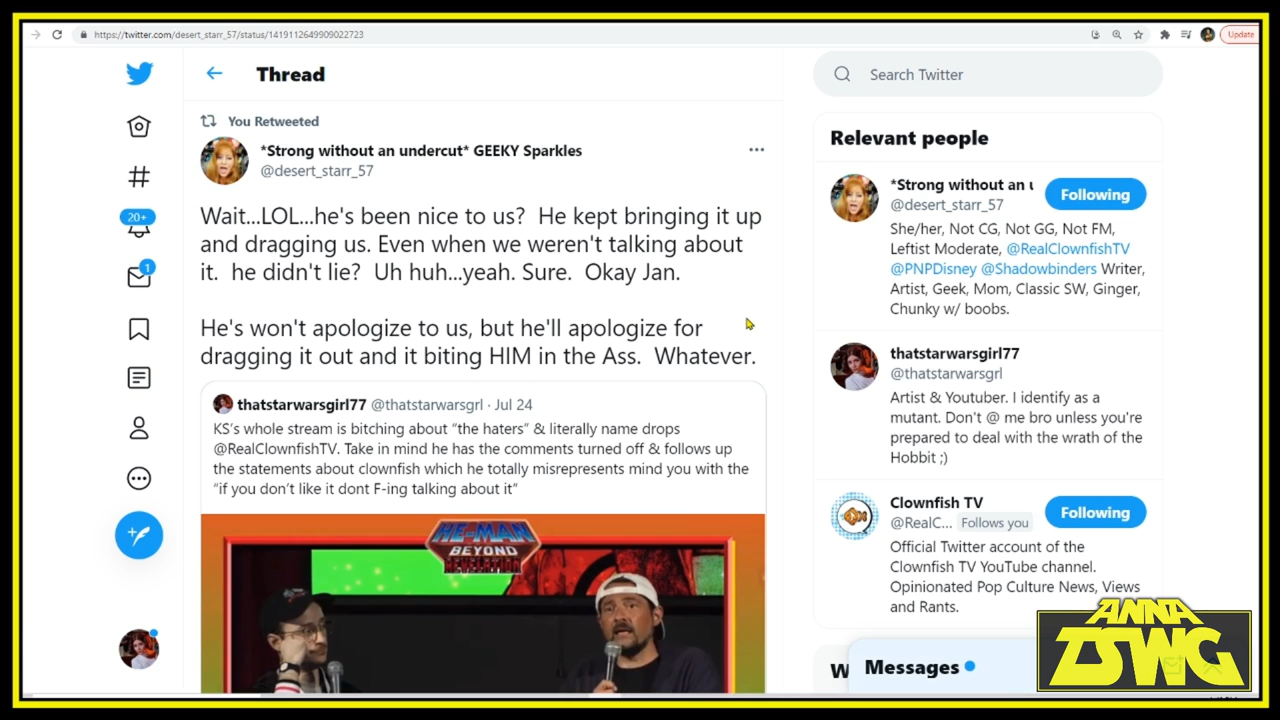 https://twitter.com/desert_starr_57/status/1419112649909022723
Update
Thread
Search Twitter
You Retweeted
*Strong without an undercut* GEEKY Sparkles
@desert_starr_57
Wait...LOL...he's been nice to us?  He kept bringing it up
and dragging us. Even when we weren't talking about
it.  he didn't lie?  Uh huh...yeah. Sure.  Okay Jan.
He's won't apologize to us, but he'll apologize for
dragging it out and it biting HIM in the Ass.  Whatever.
thatstarwarsgirl77 @thatstarwarsgrl · Jul 24
KS's whole stream is bitching about “the haters” & literally name drops
@RealClownfishTV. Take in mind he has the comments turned off & follows up
the statements about clownfish which he totally misrepresents mind you with the
“if you don't like it dont F-ing talking about it”
HE-MAN
BEYOND
REVELATION
20+
1
Relevant people
*Strong without an u
Following
@desert_starr_57
She/her, Not CG, Not GG, Not FM,
Leftist Moderate, @RealClownfishTV
@PNPDisney @Shadowbinders Writer,
Artist, Geek, Mom, Classic SW, Ginger,
Chunky w/ boobs.
thatstarwarsgirl77
@thatstarwarsgrl
Artist & Youtuber. I identify as a
mutant. Don't @ me bro unless you're
prepared to deal with the wrath of the
Hobbit ;)
Clownfish TV
Following
@RealC... Follows you
Official Twitter account of the
Clownfish TV YouTube channel.
Opinionated Pop Culture News, Views
and Rants.
W
Messages
ANNA
TSWG